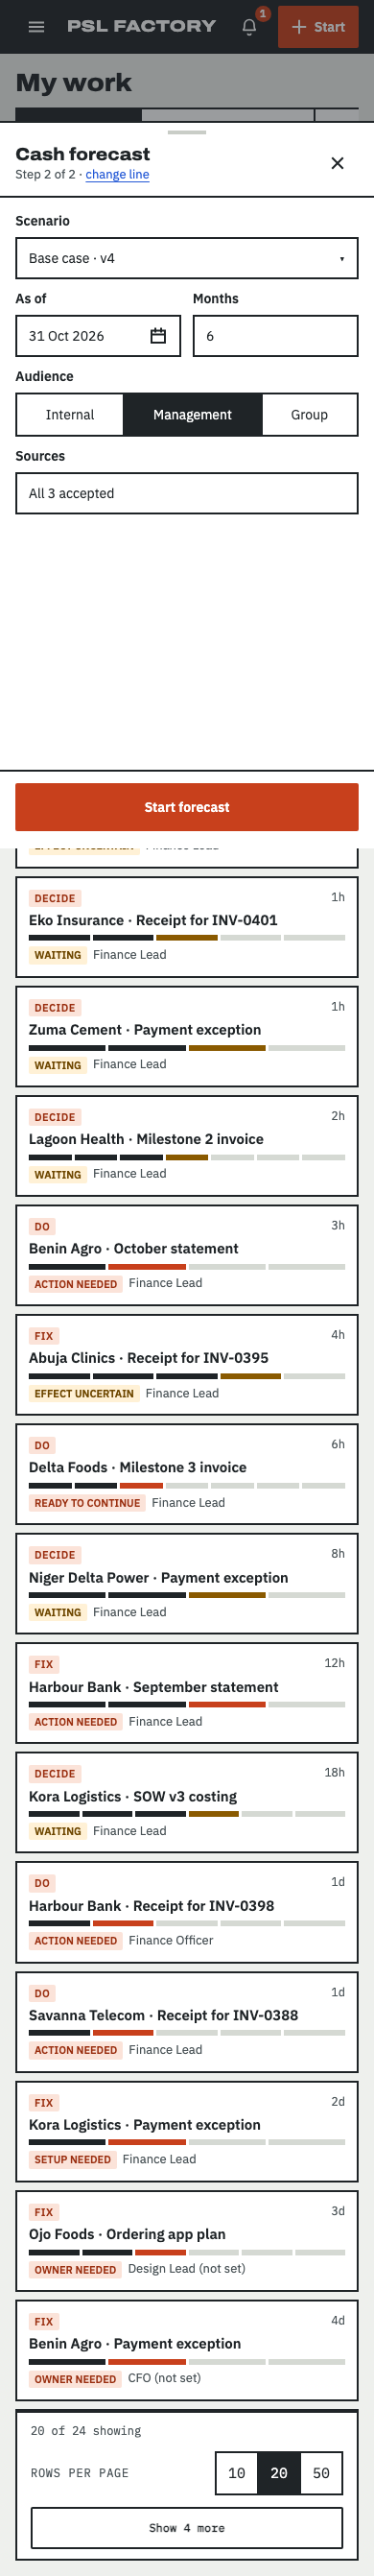 PSL FACTORY
1
Start
My work
Cash forecast
Step 2 of 2 · change line
Scenario
Base case · v4
As of
Months
31 Oct 2026
6
Audience
Internal
Management
Group
Sources
All 3 accepted
Start forecast
DECIDE
1h
Eko Insurance · Receipt for INV-0401
WAITING
Finance Lead
DECIDE
1h
Zuma Cement · Payment exception
WAITING
Finance Lead
DECIDE
2h
Lagoon Health · Milestone 2 invoice
WAITING
Finance Lead
DO
3h
Benin Agro · October statement
ACTION NEEDED
Finance Lead
FIX
4h
Abuja Clinics · Receipt for INV-0395
EFFECT UNCERTAIN
Finance Lead
DO
6h
Delta Foods · Milestone 3 invoice
READY TO CONTINUE
Finance Lead
DECIDE
8h
Niger Delta Power · Payment exception
WAITING
Finance Lead
FIX
12h
Harbour Bank · September statement
ACTION NEEDED
Finance Lead
DECIDE
18h
Kora Logistics · SOW v3 costing
WAITING
Finance Lead
DO
1d
Harbour Bank · Receipt for INV-0398
ACTION NEEDED
Finance Officer
DO
1d
Savanna Telecom · Receipt for INV-0388
ACTION NEEDED
Finance Lead
FIX
2d
Kora Logistics · Payment exception
SETUP NEEDED
Finance Lead
FIX
3d
Ojo Foods · Ordering app plan
OWNER NEEDED
Design Lead (not set)
FIX
4d
Benin Agro · Payment exception
OWNER NEEDED
CFO (not set)
20 of 24 showing
ROWS PER PAGE
10
20
50
Show 4 more